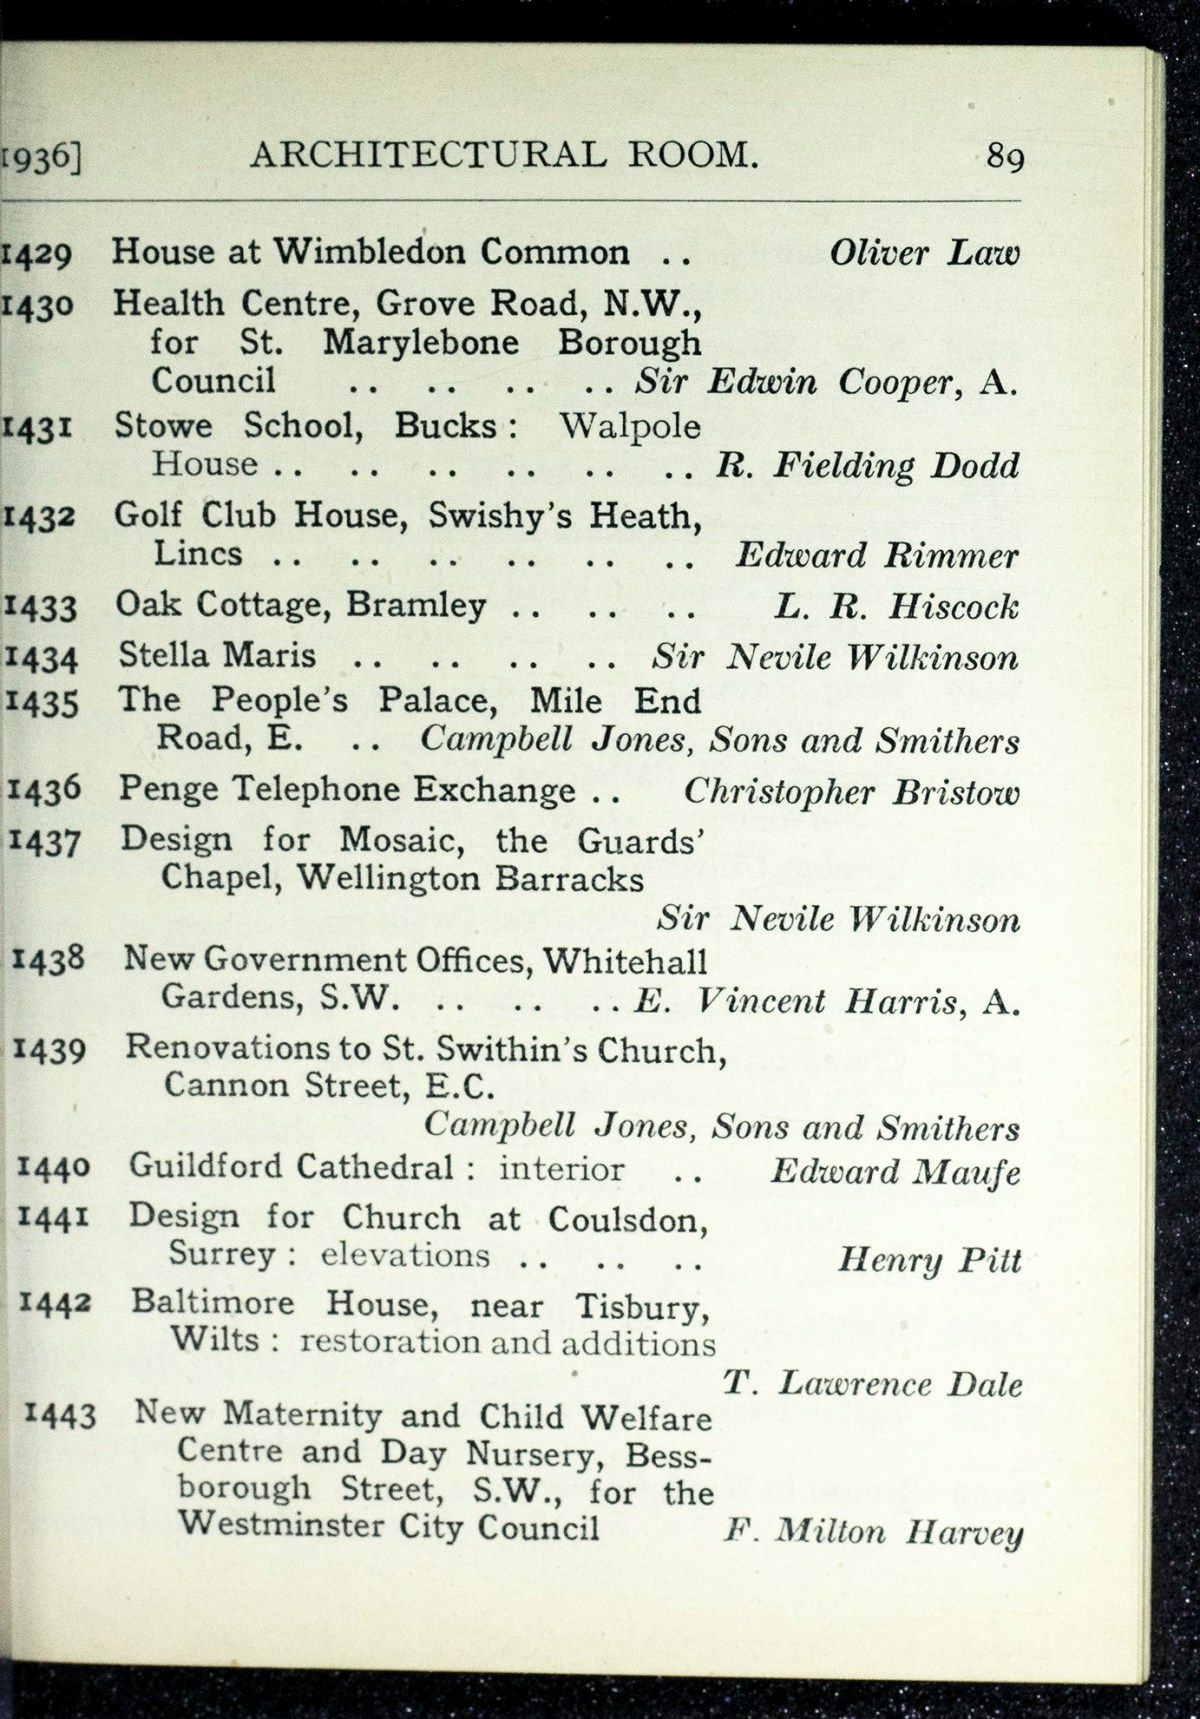 1936] ARCHITECTURAL ROOM. 89
1429 House at Wimbledon Common .. Oliver Law
1430 Health Centre, Grove Road, N.W.,
for St. Marylebone Borough
Council .. .. .. .. Sir Edwin Cooper, A.
1431 Stowe School, Bucks : Walpole
House .. .. .. .. .. .. R. Fielding Dodd
1432 Golf Club House, Swishy's Heath,
Lincs .. .. .. .. .. .. Edward Rimmer
1433 Oak Cottage, Bramley .. .. .. L. R. Hiscock
1434 Stella Maris .. .. .. .. Sir Nevile Wilkinson
1435 The People's Palace, Mile End
Road, E. .. Campbell Jones, Sons and Smithers
1436 Penge Telephone Exchange .. Christopher Bristow
1437 Design for Mosaic, the Guards'
Chapel, Wellington Barracks
Sir Nevile Wilkinson
1438 New Government Offices, Whitehall
Gardens, S.W. .. .. .. E. Vincent Harris, A.
1439 Renovations to St. Swithin's Church,
Cannon Street, E.C.
Campbell Jones, Sons and Smithers
1440 Guildford Cathedral : interior .. Edward Maufe
1441 Design for Church at Coulsdon,
Surrey : elevations .. .. .. Henry Pitt
1442 Baltimore House, near Tisbury,
Wilts : restoration and additions
T. Lawrence Dale
1443 New Maternity and Child Welfare
Centre and Day Nursery, Bess-
borough Street, S.W., for the
Westminster City Council F. Milton Harvey